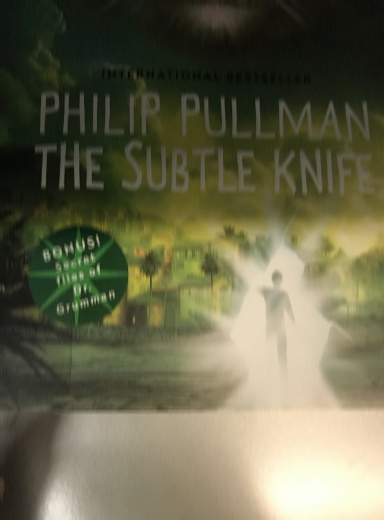 INTERNATIONAL BESTSELLER
PHILIP PULLMAN
THE SUBTLE KNIFE
BONUS!
Secret
files of
Dr.
Grumman